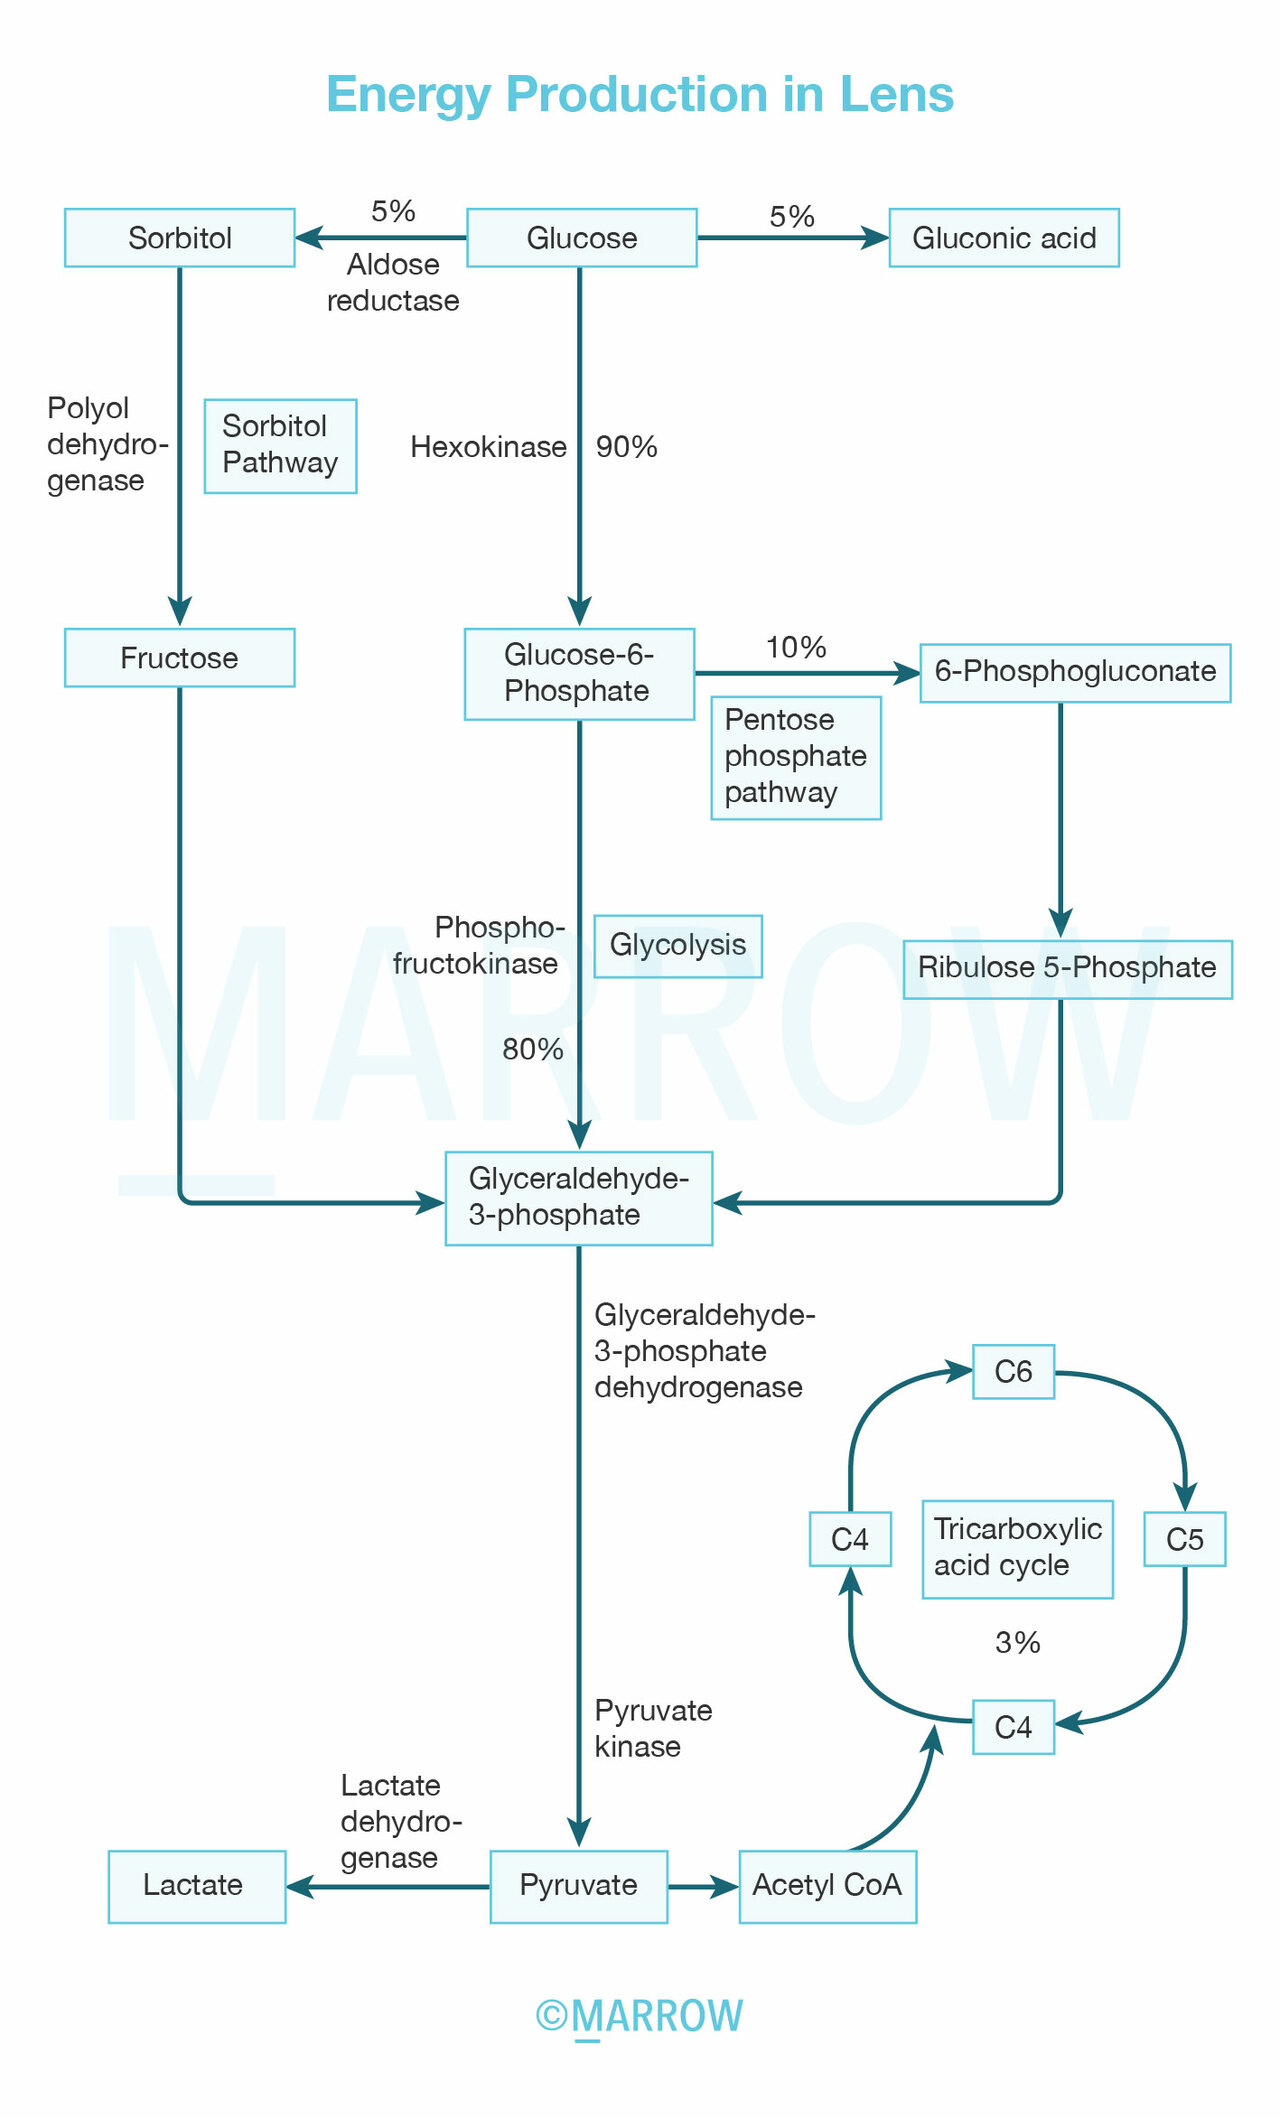 Energy Production in Lens
Sorbitol
5%
Aldose
reductase
Glucose
5%
Gluconic acid
Polyol
dehydro-
genase
Sorbitol
Pathway
Hexokinase
90%
Fructose
Glucose-6-
Phosphate
10%
6-Phosphogluconate
Pentose
phosphate
pathway
Phospho-
fructokinase
Glycolysis
80%
Ribulose 5-Phosphate
MARROW
Glyceraldehyde-
3-phosphate
Glyceraldehyde-
3-phosphate
dehydrogenase
C6
C4
Tricarboxylic
acid cycle
C5
3%
C4
Pyruvate
kinase
Lactate
dehydro-
genase
Lactate
Pyruvate
Acetyl CoA
©MARROW